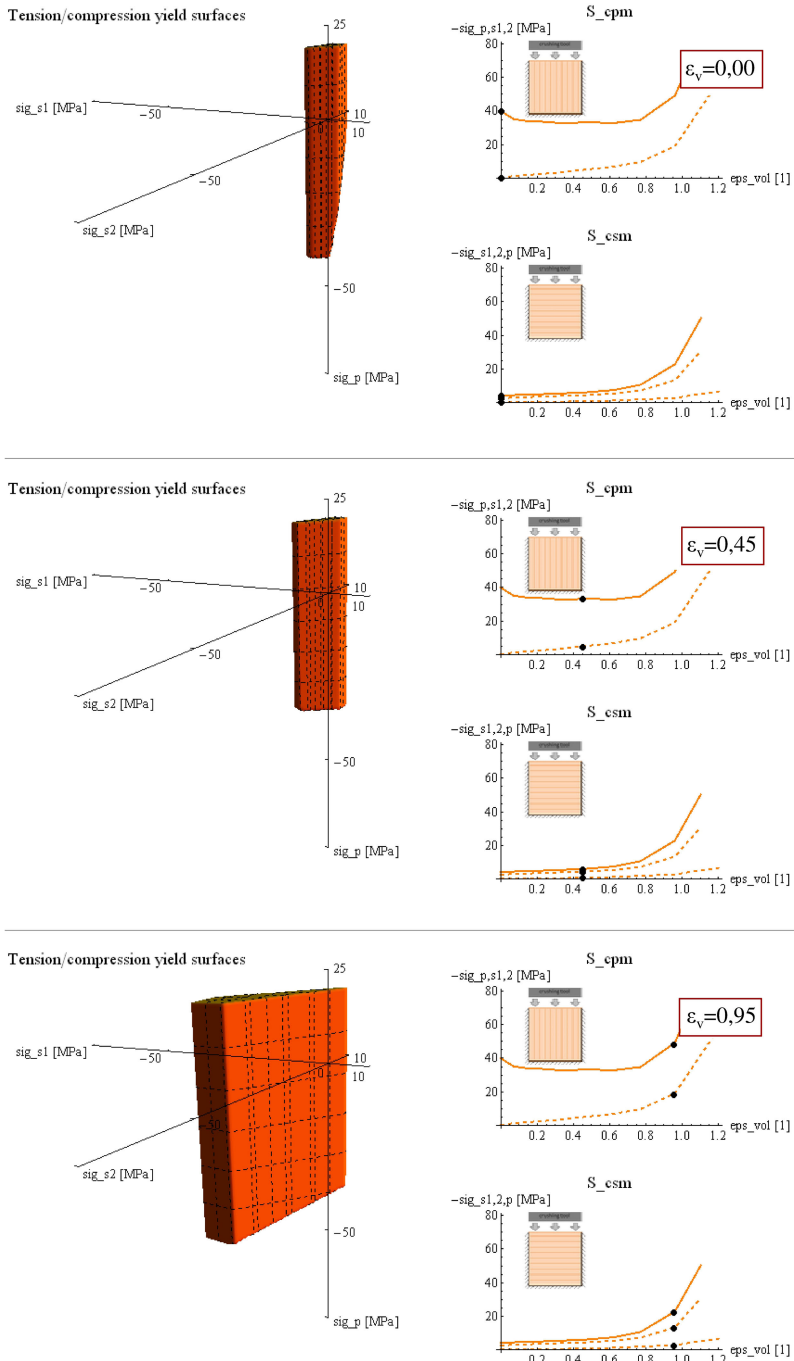 Tension/compression yield surfaces
25
sig_s1 [MPa]
−50
10
10
0
−50
sig_s2 [MPa]
−50
sig_p [MPa]
S_cpm
−sig_p,s1,2 [MPa]
80
60
40
20
εv=0,00
0.2 0.4 0.6 0.8 1.0 1.2
eps_vol [1]
S_csm
−sig_s1,2,p [MPa]
80
60
40
20
0.2 0.4 0.6 0.8 1.0 1.2
eps_vol [1]
Tension/compression yield surfaces
25
sig_s1 [MPa]
−50
10
10
0
−50
sig_s2 [MPa]
−50
sig_p [MPa]
S_cpm
−sig_p,s1,2 [MPa]
80
60
40
20
εv=0,45
0.2 0.4 0.6 0.8 1.0 1.2
eps_vol [1]
S_csm
−sig_s1,2,p [MPa]
80
60
40
20
0.2 0.4 0.6 0.8 1.0 1.2
eps_vol [1]
Tension/compression yield surfaces
25
sig_s1 [MPa]
−50
10
10
0
−50
sig_s2 [MPa]
−50
sig_p [MPa]
S_cpm
−sig_p,s1,2 [MPa]
80
60
40
20
εv=0,95
0.2 0.4 0.6 0.8 1.0 1.2
eps_vol [1]
S_csm
−sig_s1,2,p [MPa]
80
60
40
20
0.2 0.4 0.6 0.8 1.0 1.2
eps_vol [1]